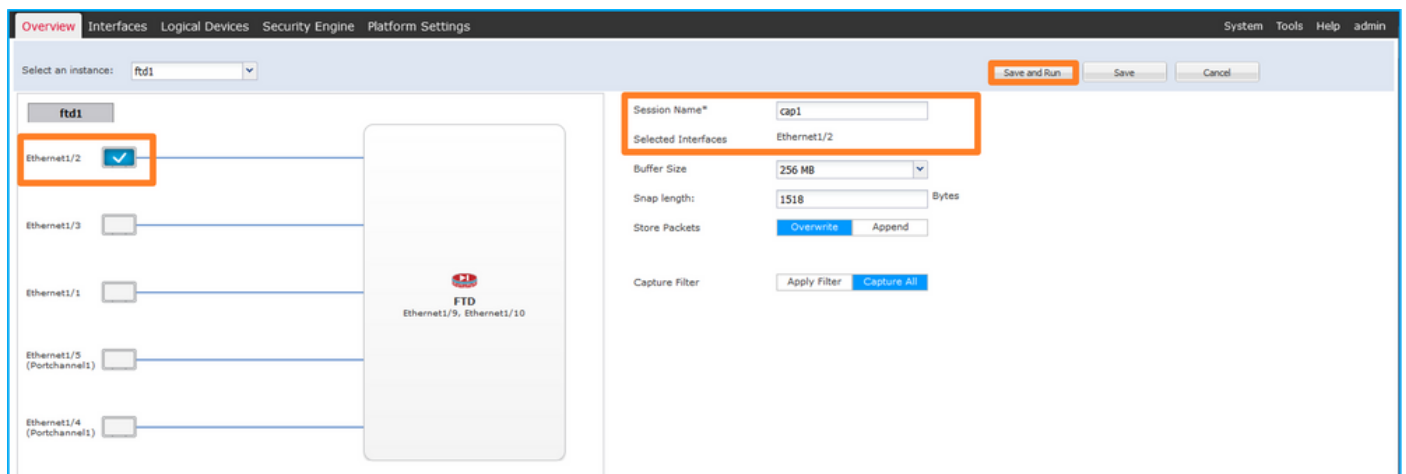 Overview Interfaces Logical Devices Security Engine Platform Settings System Tools Help admin
Select an instance: ftd1 Save and Run Save Cancel
ftd1
Ethernet1/2
Ethernet1/3
Ethernet1/1
Ethernet1/5
(Portchannel1)
Ethernet1/4
(Portchannel1)
FTD
Ethernet1/9, Ethernet1/10
Session Name* cap1
Selected Interfaces Ethernet1/2
Buffer Size 256 MB
Snap length: 1518 Bytes
Store Packets Overwrite Append
Capture Filter Apply Filter Capture All